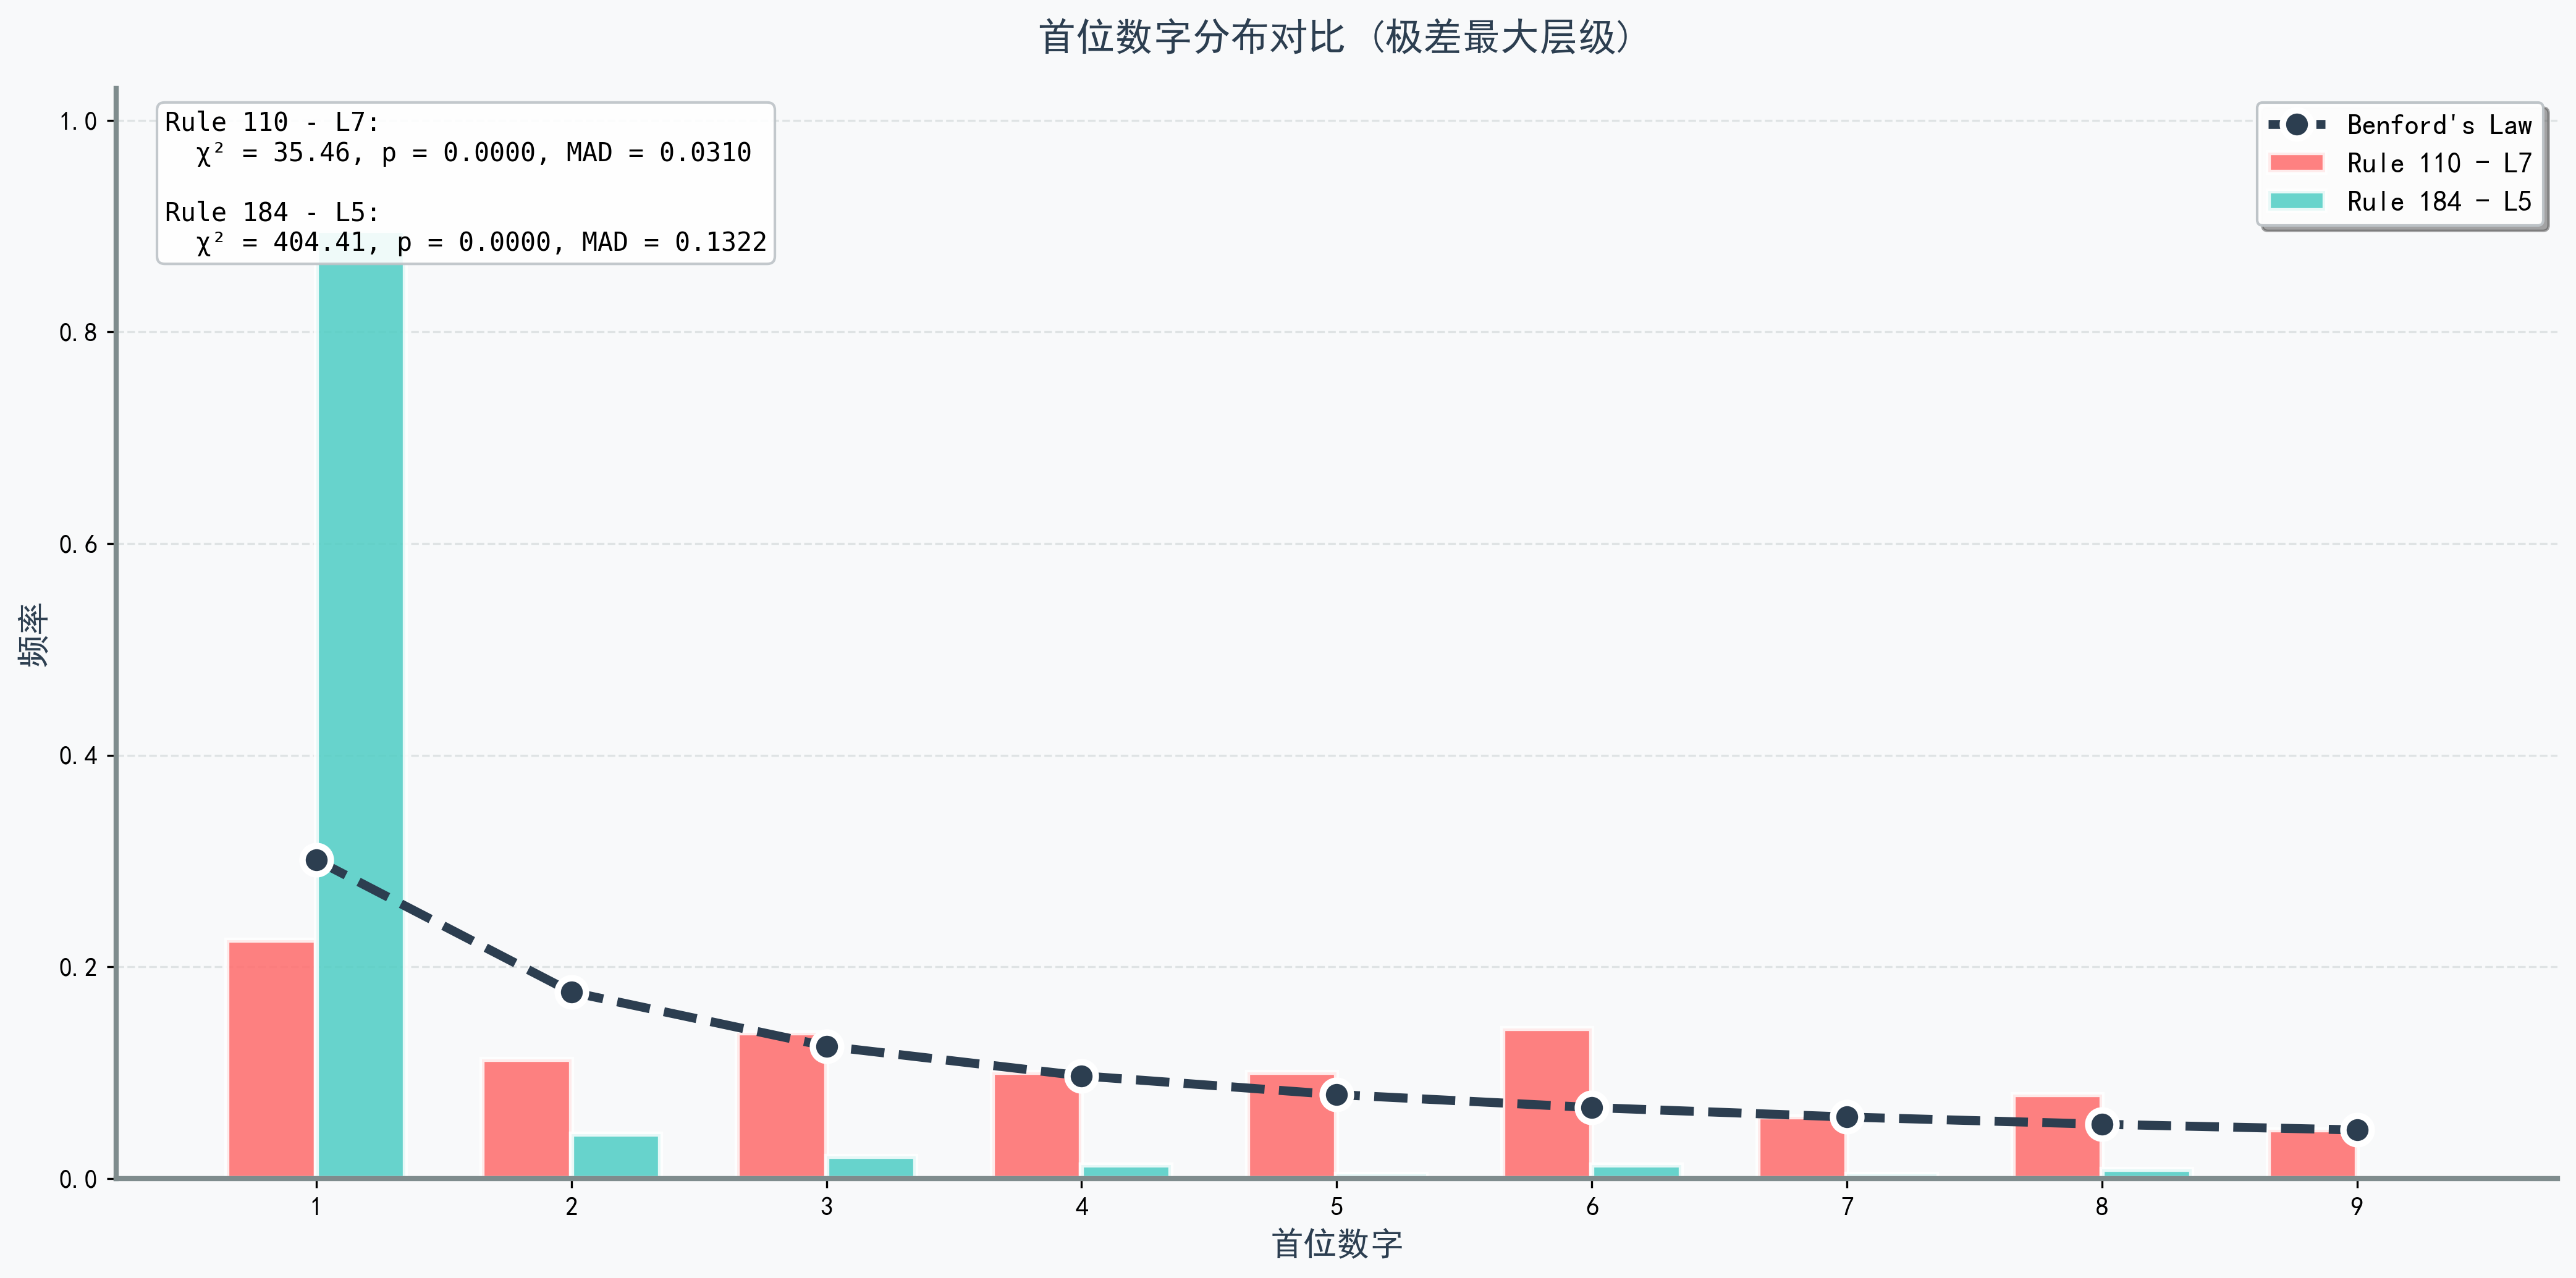 首位数字分布对比 (极差最大层级)
Rule 110 - L7:
χ² = 35.46, p = 0.0000, MAD = 0.0310
Rule 184 - L5:
χ² = 404.41, p = 0.0000, MAD = 0.1322
Benford's Law
Rule 110 - L7
Rule 184 - L5
频率
1.0
0.8
0.6
0.4
0.2
0.0
1 2 3 4 5 6 7 8 9
首位数字